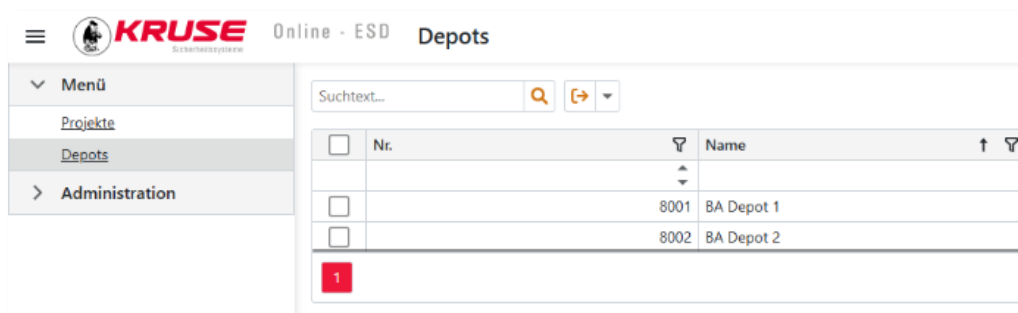 KRUSE
Sicherheitssysteme
Online - ESD
Depots
Menü
Projekte
Depots
Administration
Suchtext...
Nr. Name
8001 BA Depot 1
8002 BA Depot 2
1